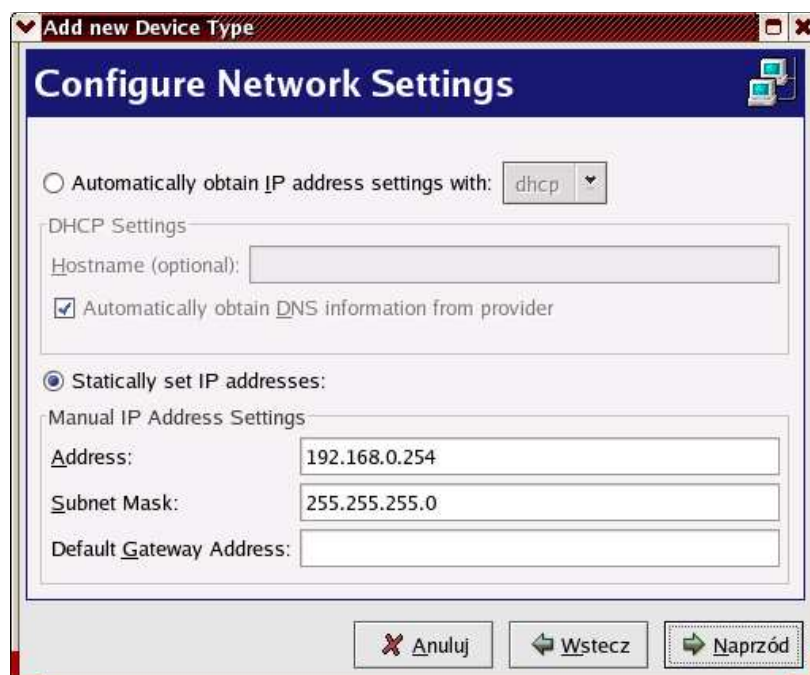 Add new Device Type
Configure Network Settings
Automatically obtain IP address settings with: dhcp
DHCP Settings
Hostname (optional):
Automatically obtain DNS information from provider
Statically set IP addresses:
Manual IP Address Settings
Address: 192.168.0.254
Subnet Mask: 255.255.255.0
Default Gateway Address:
Anuluj Wstecz Naprzód